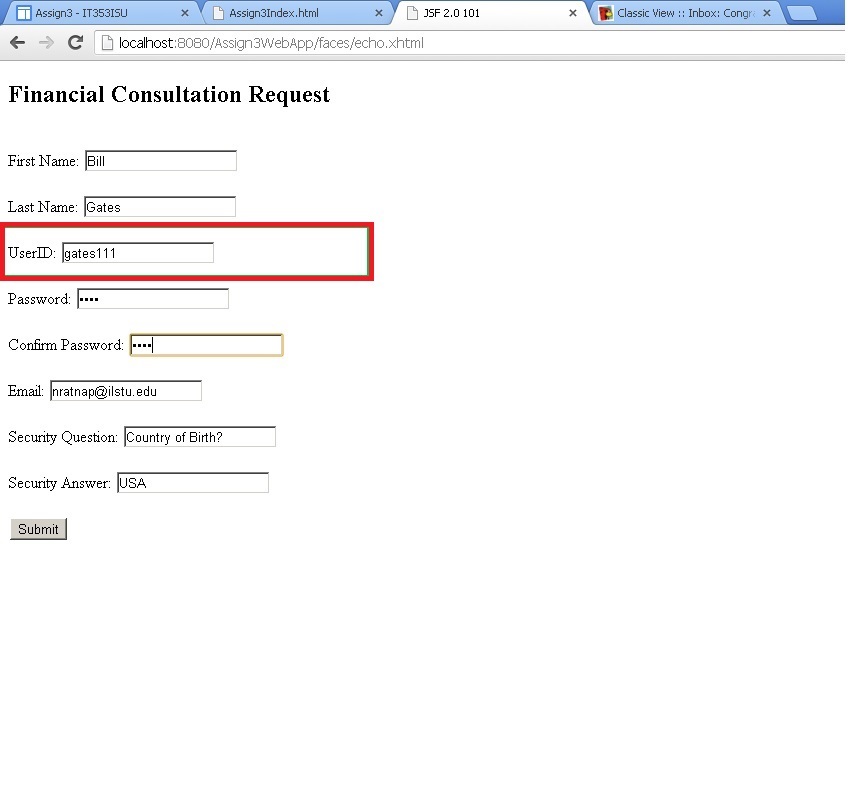 Assign3 - IT353ISU
Assign3Index.html
JSF 2.0 101
Classic View :: Inbox: Congr
localhost:8080/Assign3WebApp/faces/echo.xhtml
Financial Consultation Request
First Name: Bill
Last Name: Gates
UserID: gates111
Password: ••••
Confirm Password: ••••
Email: nratnap@ilstu.edu
Security Question: Country of Birth?
Security Answer: USA
Submit